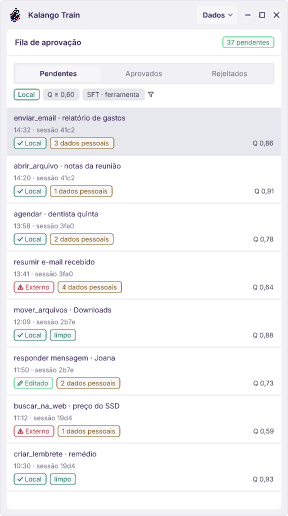 Kalango Train
Dados
Fila de aprovação
37 pendentes
Pendentes Aprovados Rejeitados
Local Q ≥ 0,60 SFT · ferramenta
enviar_email · relatório de gastos
14:32 · sessão 41c2
Local 3 dados pessoais Q 0,86
abrir_arquivo · notas da reunião
14:20 · sessão 41c2
Local 1 dados pessoais Q 0,91
agendar · dentista quinta
13:58 · sessão 3fa0
Local 2 dados pessoais Q 0,78
resumir e-mail recebido
13:41 · sessão 3fa0
Externo 4 dados pessoais Q 0,64
mover_arquivos · Downloads
12:09 · sessão 2b7e
Local limpo Q 0,88
responder mensagem · Joana
11:50 · sessão 2b7e
Editado 2 dados pessoais Q 0,73
buscar_na_web · preço do SSD
11:12 · sessão 19d4
Externo 1 dados pessoais Q 0,59
criar_lembrete · remédio
10:30 · sessão 19d4
Local limpo Q 0,93